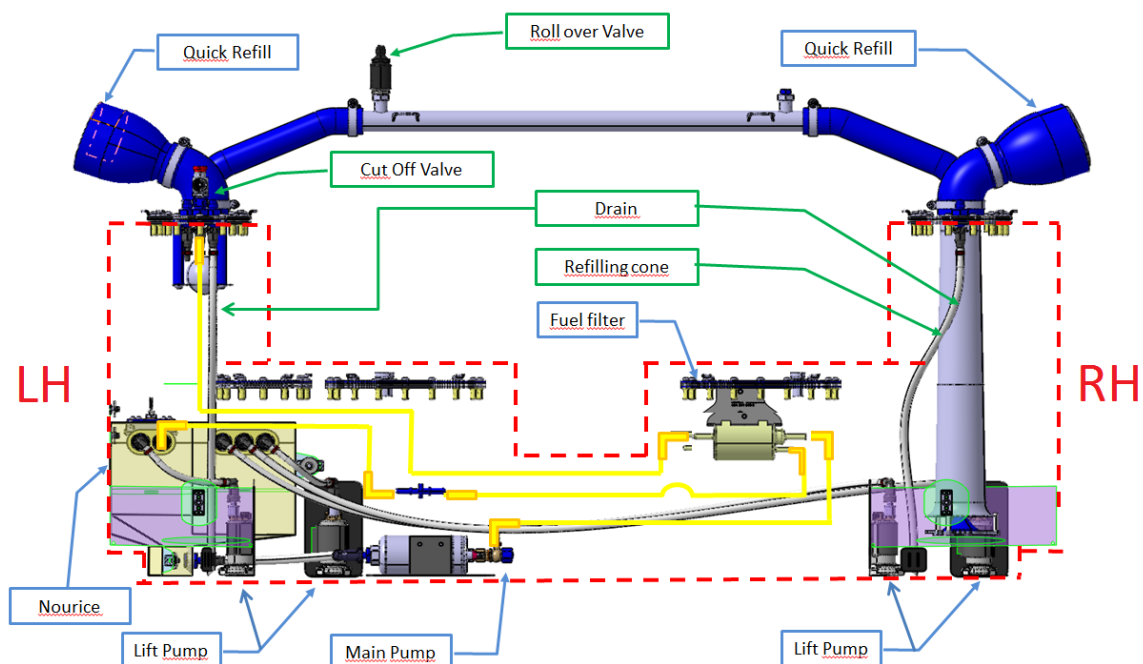 Roll over Valve
Quick Refill
Quick Refill
Cut Off Valve
Drain
Refilling cone
Fuel filter
LH
RH
Nourice
Lift Pump
Main Pump
Lift Pump